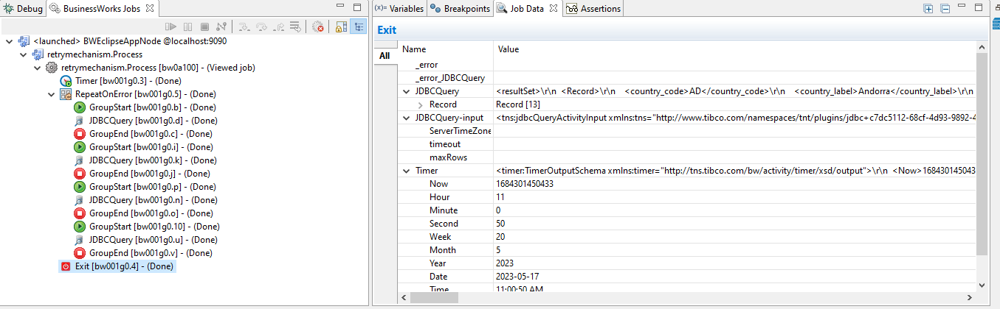 Debug
BusinessWorks Jobs
<launched> BWEclipseAppNode @localhost:9090
retrymechanism.Process
retrymechanism.Process [bw0a100] - (Viewed job)
Timer [bw001g0.3] - (Done)
RepeatOnError [bw001g0.5] - (Done)
GroupStart [bw001g0.b] - (Done)
JDBCQuery [bw001g0.d] - (Done)
GroupEnd [bw001g0.c] - (Done)
GroupStart [bw001g0.i] - (Done)
JDBCQuery [bw001g0.k] - (Done)
GroupEnd [bw001g0.j] - (Done)
GroupStart [bw001g0.p] - (Done)
JDBCQuery [bw001g0.n] - (Done)
GroupEnd [bw001g0.o] - (Done)
GroupStart [bw001g0.10] - (Done)
JDBCQuery [bw001g0.u] - (Done)
GroupEnd [bw001g0.v] - (Done)
Exit [bw001g0.4] - (Done)
(x)= Variables
Breakpoints
Job Data
Assertions
Exit
All
Name Value
_error
_error_JDBCQuery
JDBCQuery <resultSet>\r\n <Record>\r\n <country_code>AD</country_code>\r\n <country_label>Andorra</country_label>\r\n
Record Record [13]
JDBCQuery-input <tns:jdbcQueryActivityInput xmlns:tns="http://www.tibco.com/namespaces/tnt/plugins/jdbc+c7dc5112-68cf-4d93-9892-4
ServerTimeZone
timeout
maxRows
Timer <timer:TimerOutputSchema xmlns:timer="http://tns.tibco.com/bw/activity/timer/xsd/output">\r\n <Now>1684301450433
Now 1684301450433
Hour 11
Minute 0
Second 50
Week 20
Month 5
Year 2023
Date 2023-05-17
Time 11:00:50 AM